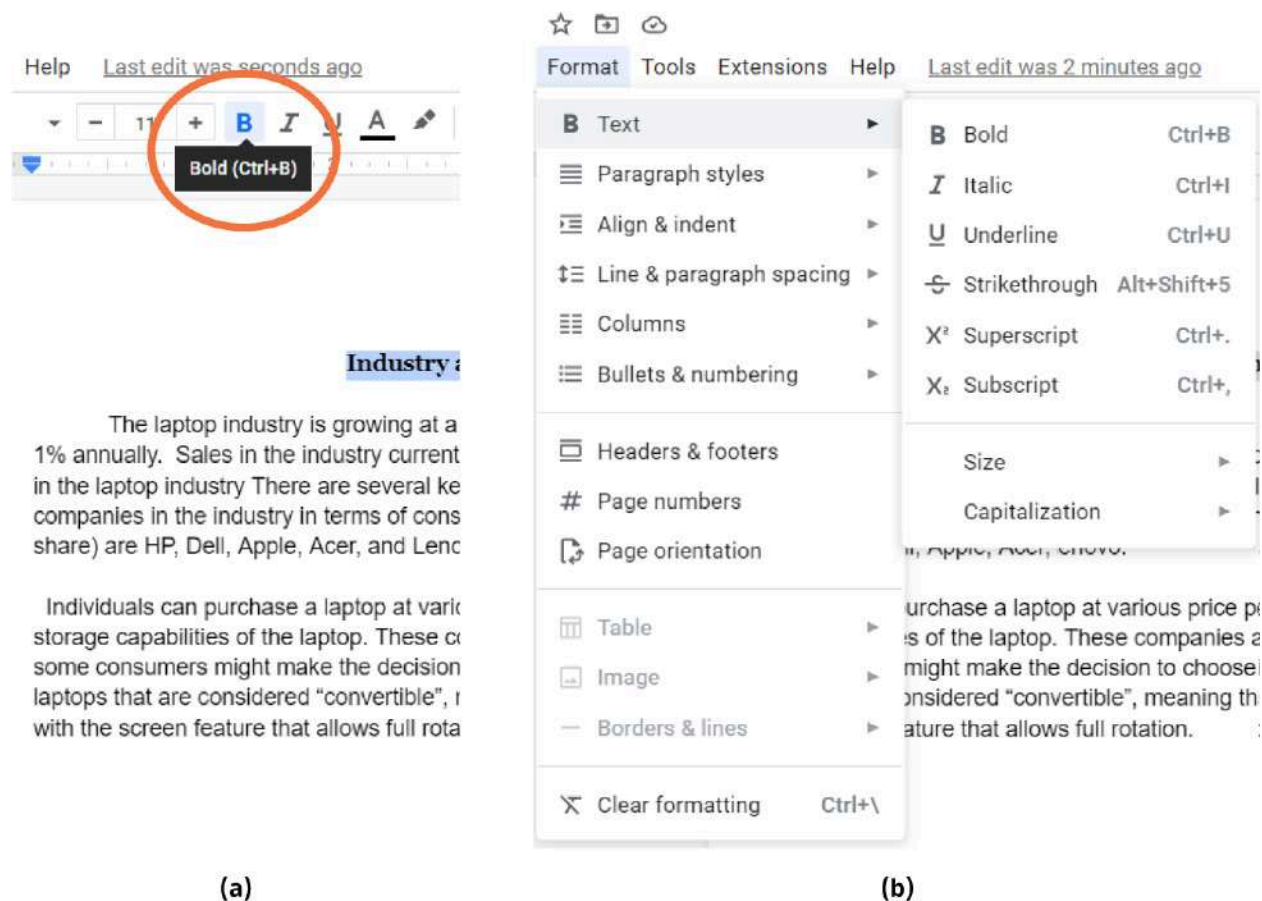 Help Last edit was seconds ago
11
B I U A
Bold (Ctrl+B)
Industry
The laptop industry is growing at a
1% annually. Sales in the industry current
in the laptop industry There are several ke
companies in the industry in terms of cons
share) are HP, Dell, Apple, Acer, and Leno
Individuals can purchase a laptop at vario
storage capabilities of the laptop. These co
some consumers might make the decision
laptops that are considered “convertible”,
with the screen feature that allows full rota
(a)
Format Tools Extensions Help Last edit was 2 minutes ago
B Text
Paragraph styles
Align & indent
Line & paragraph spacing
Columns
Bullets & numbering
Headers & footers
# Page numbers
Page orientation
Table
Image
Borders & lines
Clear formatting Ctrl+\
B Bold Ctrl+B
I Italic Ctrl+I
U Underline Ctrl+U
S Strikethrough Alt+Shift+5
X² Superscript Ctrl+.
X₂ Subscript Ctrl+,
Size
Capitalization
Apple, Acer,
urchase a laptop at various price p
s of the laptop. These companies a
might make the decision to choose
onsidered “convertible”, meaning th
ature that allows full rotation.
(b)